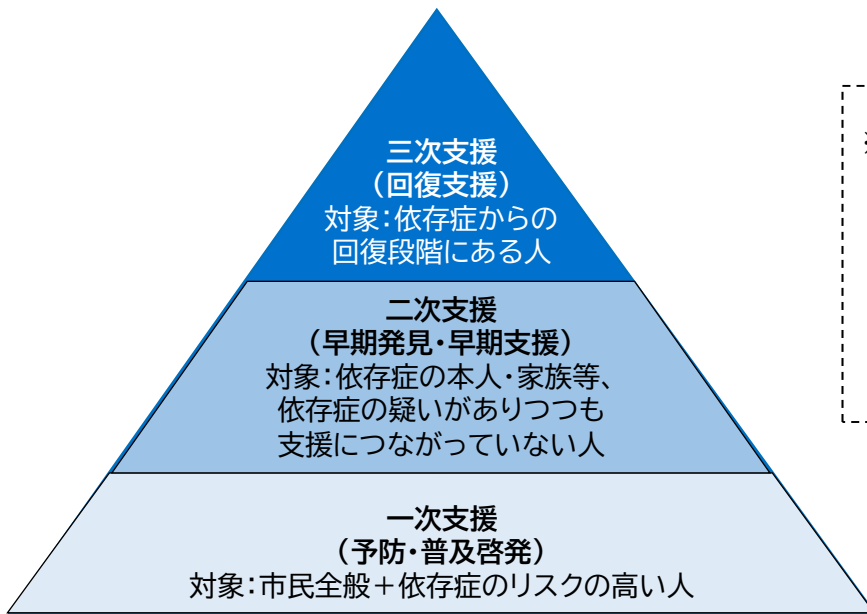 三次支援
(回復支援)
対象：依存症からの
回復段階にある人
二次支援
(早期発見・早期支援)
対象：依存症の本人・家族等、
依存症の疑いがありつつも
支援につながっていない人
一次支援
(予防・普及啓発)
対象：市民全般＋依存症のリスクの高い人